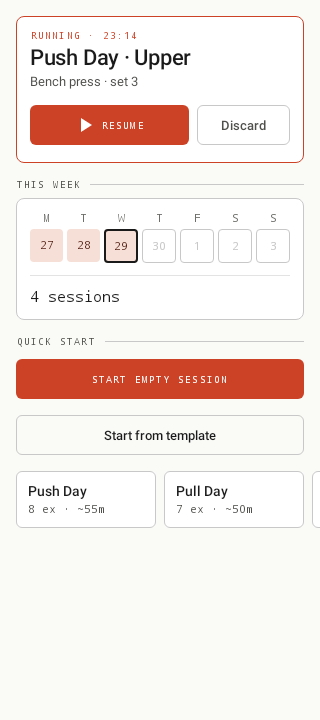 RUNNING · 23:14
Push Day · Upper
Bench press · set 3
RESUME
Discard
THIS WEEK
M T W T F S S
27 28 29 30 1 2 3
4 sessions
QUICK START
START EMPTY SESSION
Start from template
Push Day
8 ex · ~55m
Pull Day
7 ex · ~50m